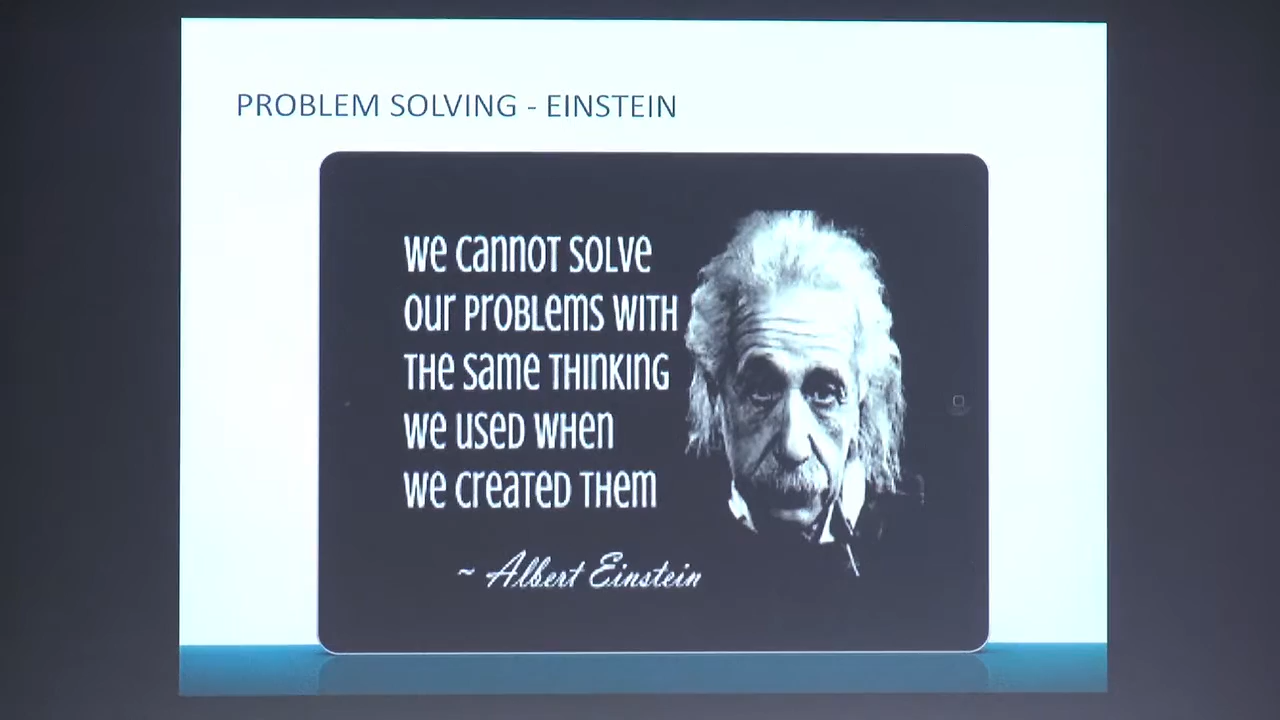 PROBLEM SOLVING - EINSTEIN
We cannot solve
our problems with
the same thinking
we used when
we created them
~ Albert Einstein